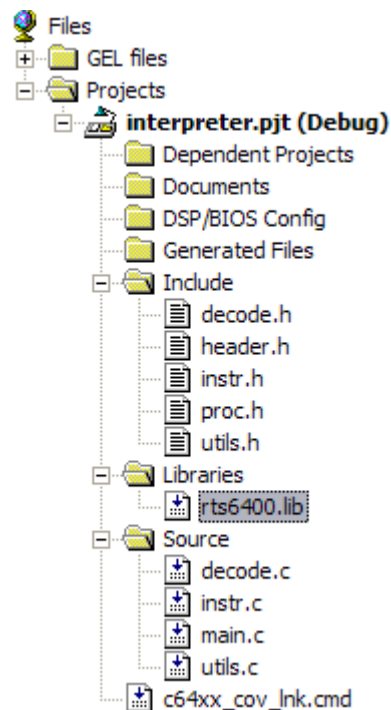 Files
GEL files
Projects
interpreter.pjt (Debug)
Dependent Projects
Documents
DSP/BIOS Config
Generated Files
Include
decode.h
header.h
instr.h
proc.h
utils.h
Libraries
rts6400.lib
Source
decode.c
instr.c
main.c
utils.c
c64xx_cov_lnk.cmd